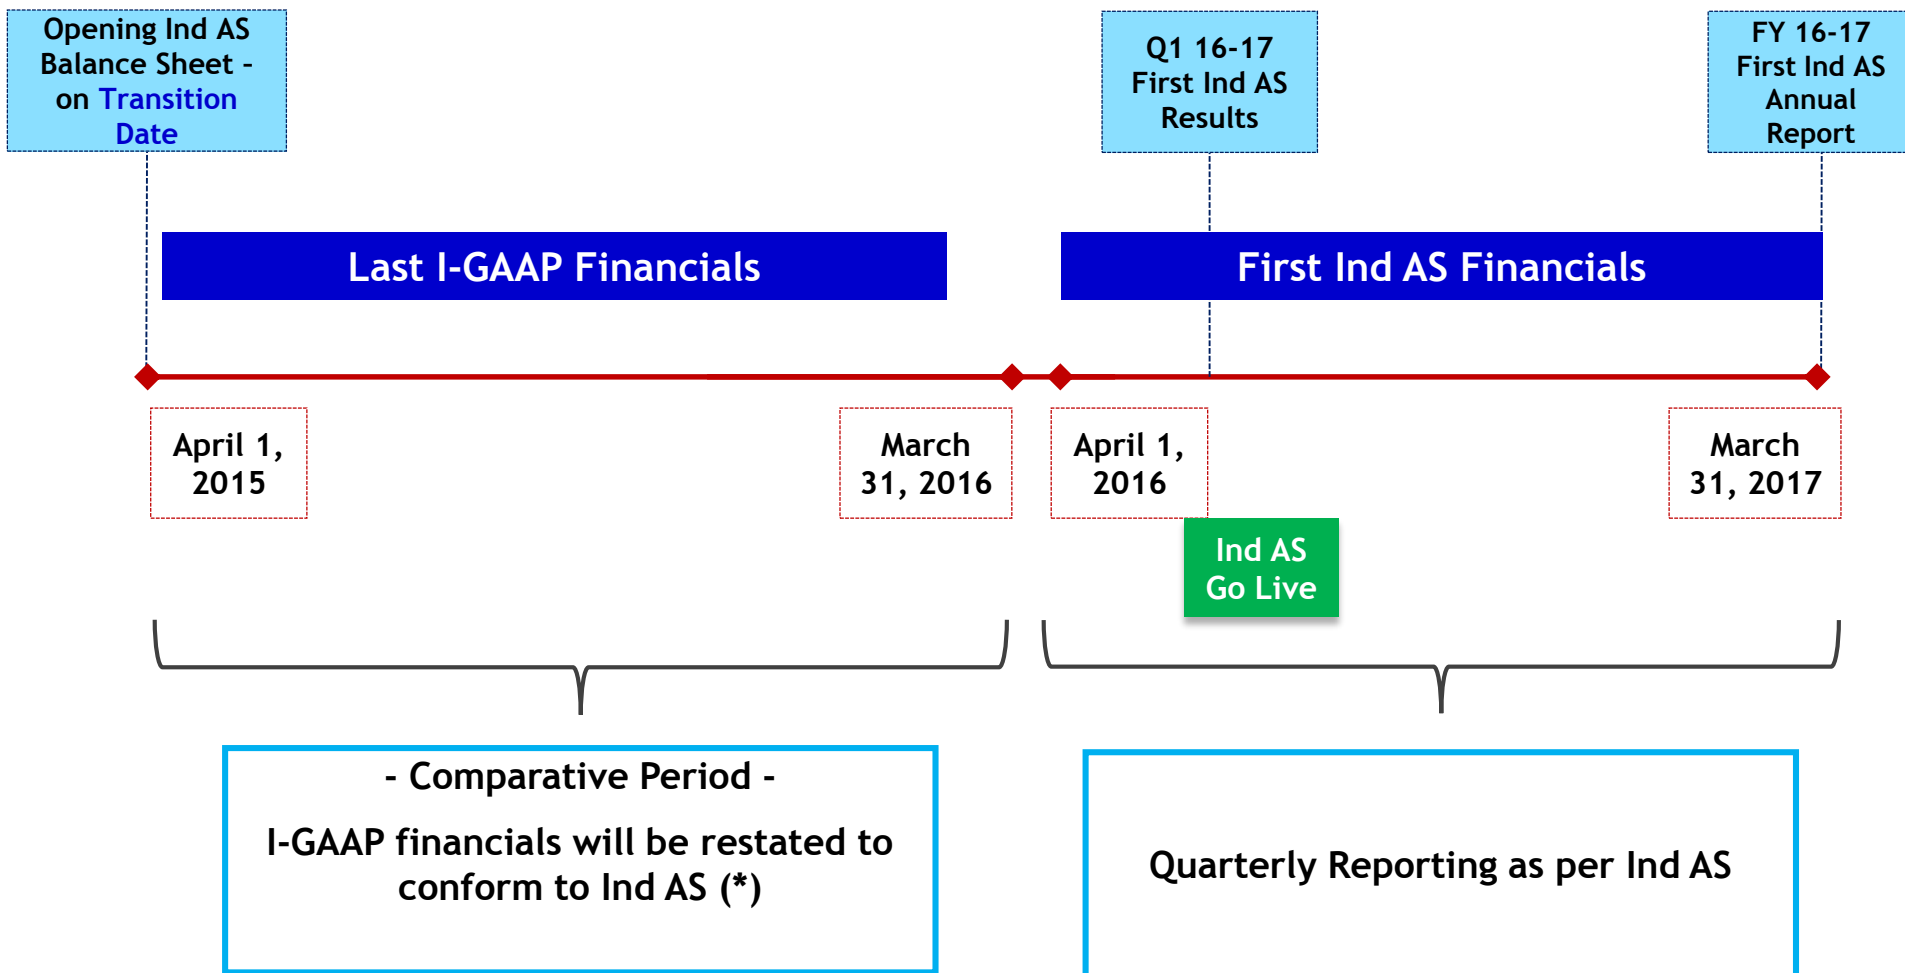 Opening Ind AS
Balance Sheet –
on Transition
Date
Q1 16-17
First Ind AS
Results
FY 16-17
First Ind AS
Annual
Report
Last I-GAAP Financials
First Ind AS Financials
April 1,
2015
March
31, 2016
April 1,
2016
March
31, 2017
Ind AS
Go Live
- Comparative Period -
I-GAAP financials will be restated to
conform to Ind AS (*)
Quarterly Reporting as per Ind AS